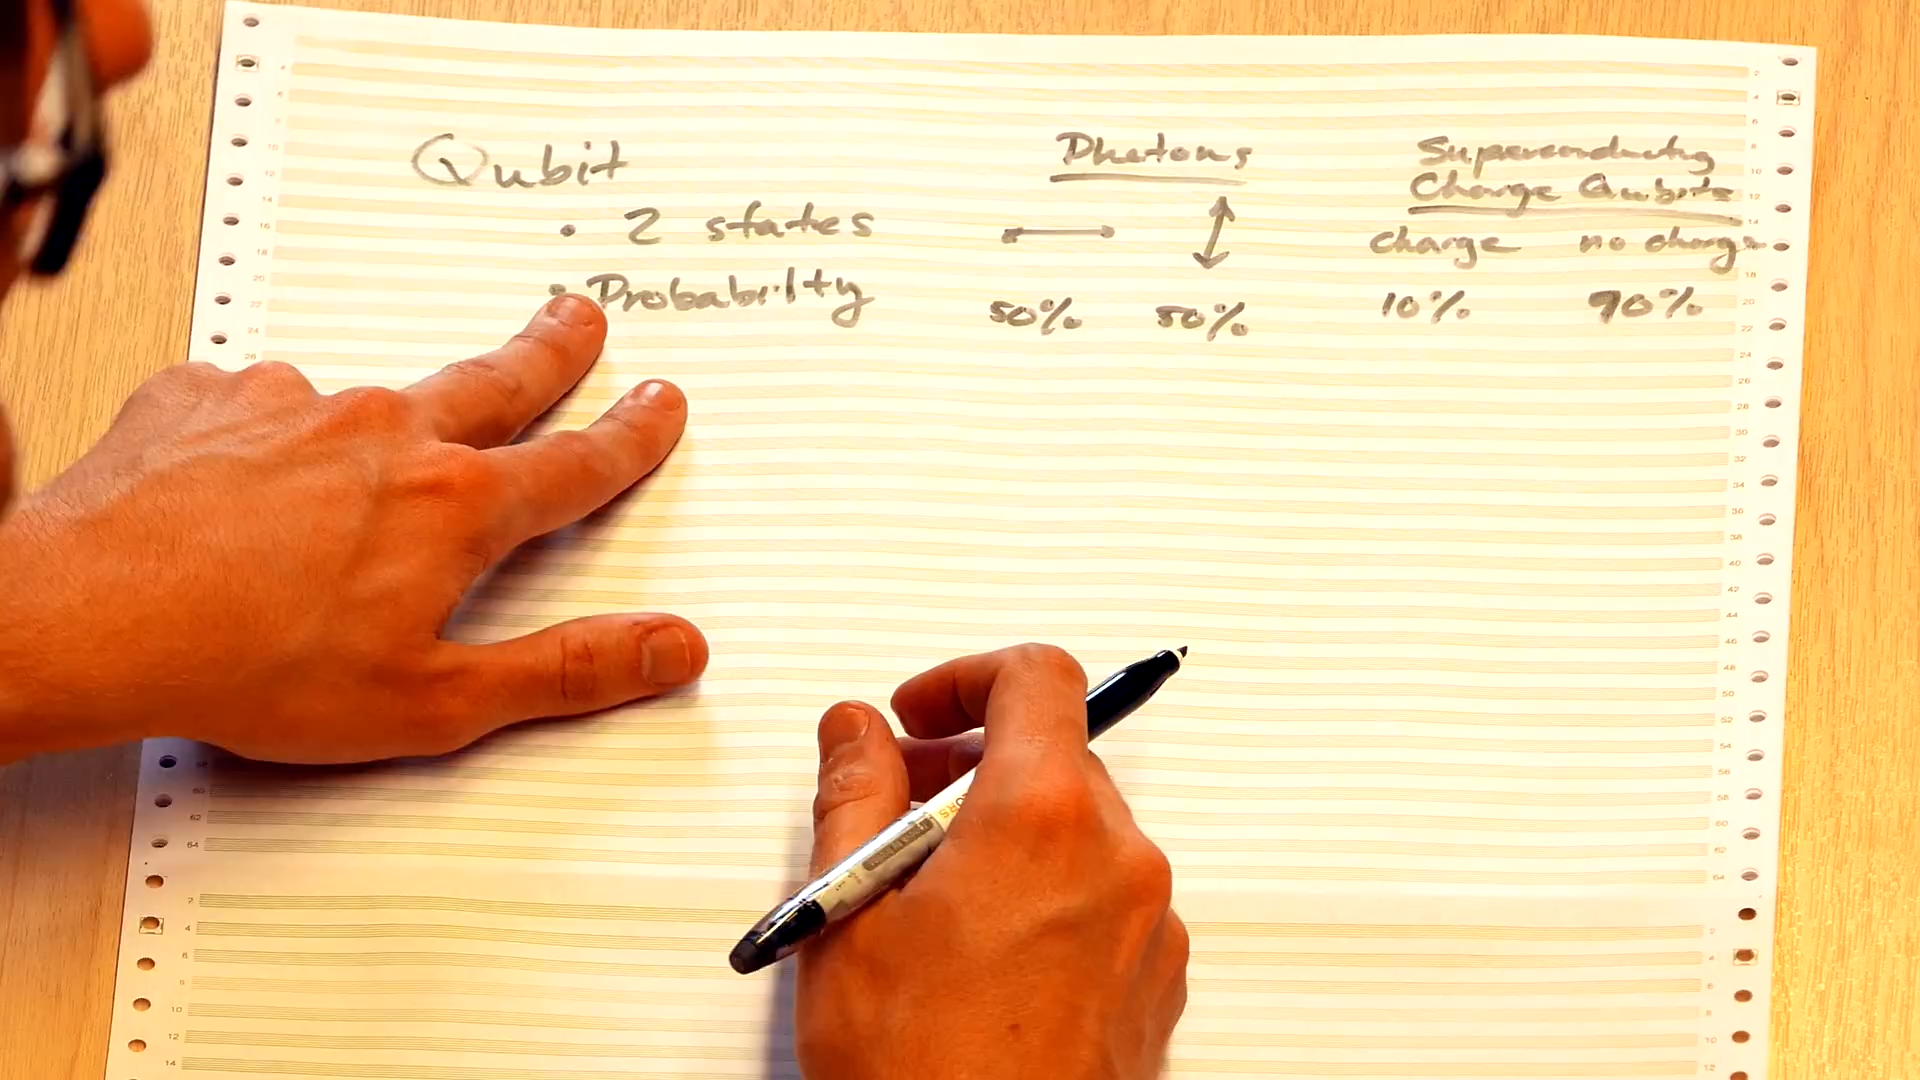 Qubit
• 2 states
• Probability
Photons
50% 50%
Superconducting
Charge Qubits
charge no charge
10% 90%